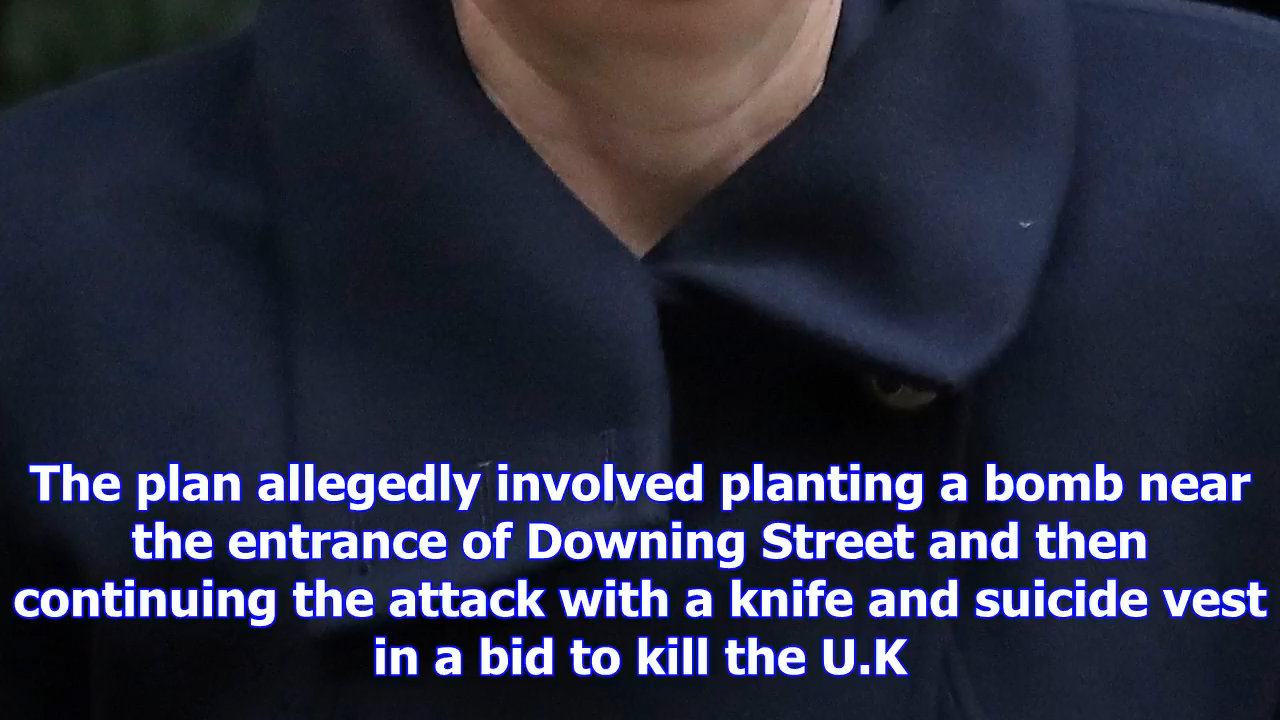 The plan allegedly involved planting a bomb near
the entrance of Downing Street and then
continuing the attack with a knife and suicide vest
in a bid to kill the U.K